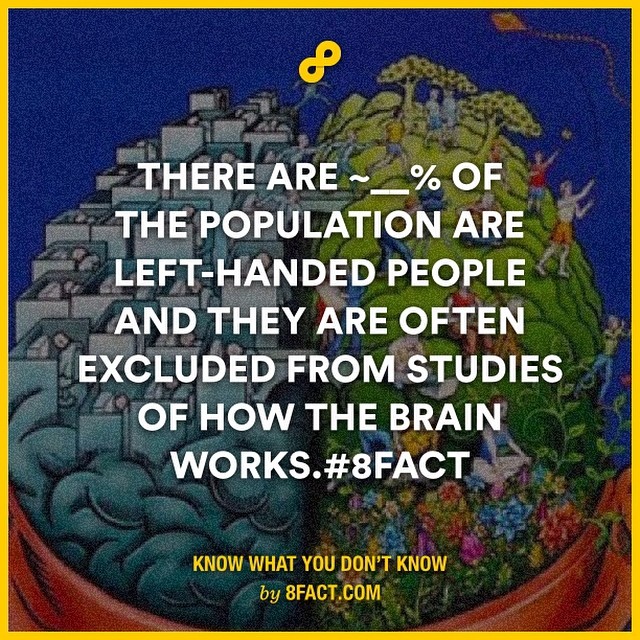 THERE ARE ~__% OF
THE POPULATION ARE
LEFT-HANDED PEOPLE
AND THEY ARE OFTEN
EXCLUDED FROM STUDIES
OF HOW THE BRAIN
WORKS.#8FACT
KNOW WHAT YOU DON'T KNOW
by 8FACT.COM